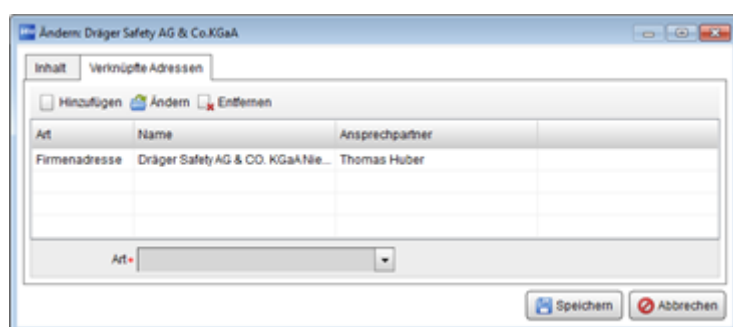 Ändern: Dräger Safety AG & Co.KGaA
Inhalt Verknüpfte Adressen
Hinzufügen Ändern Entfernen
Art Name Ansprechpartner
Firmenadresse Dräger Safety AG & CO. KGaA Nie... Thomas Huber
Art*
Speichern Abbrechen